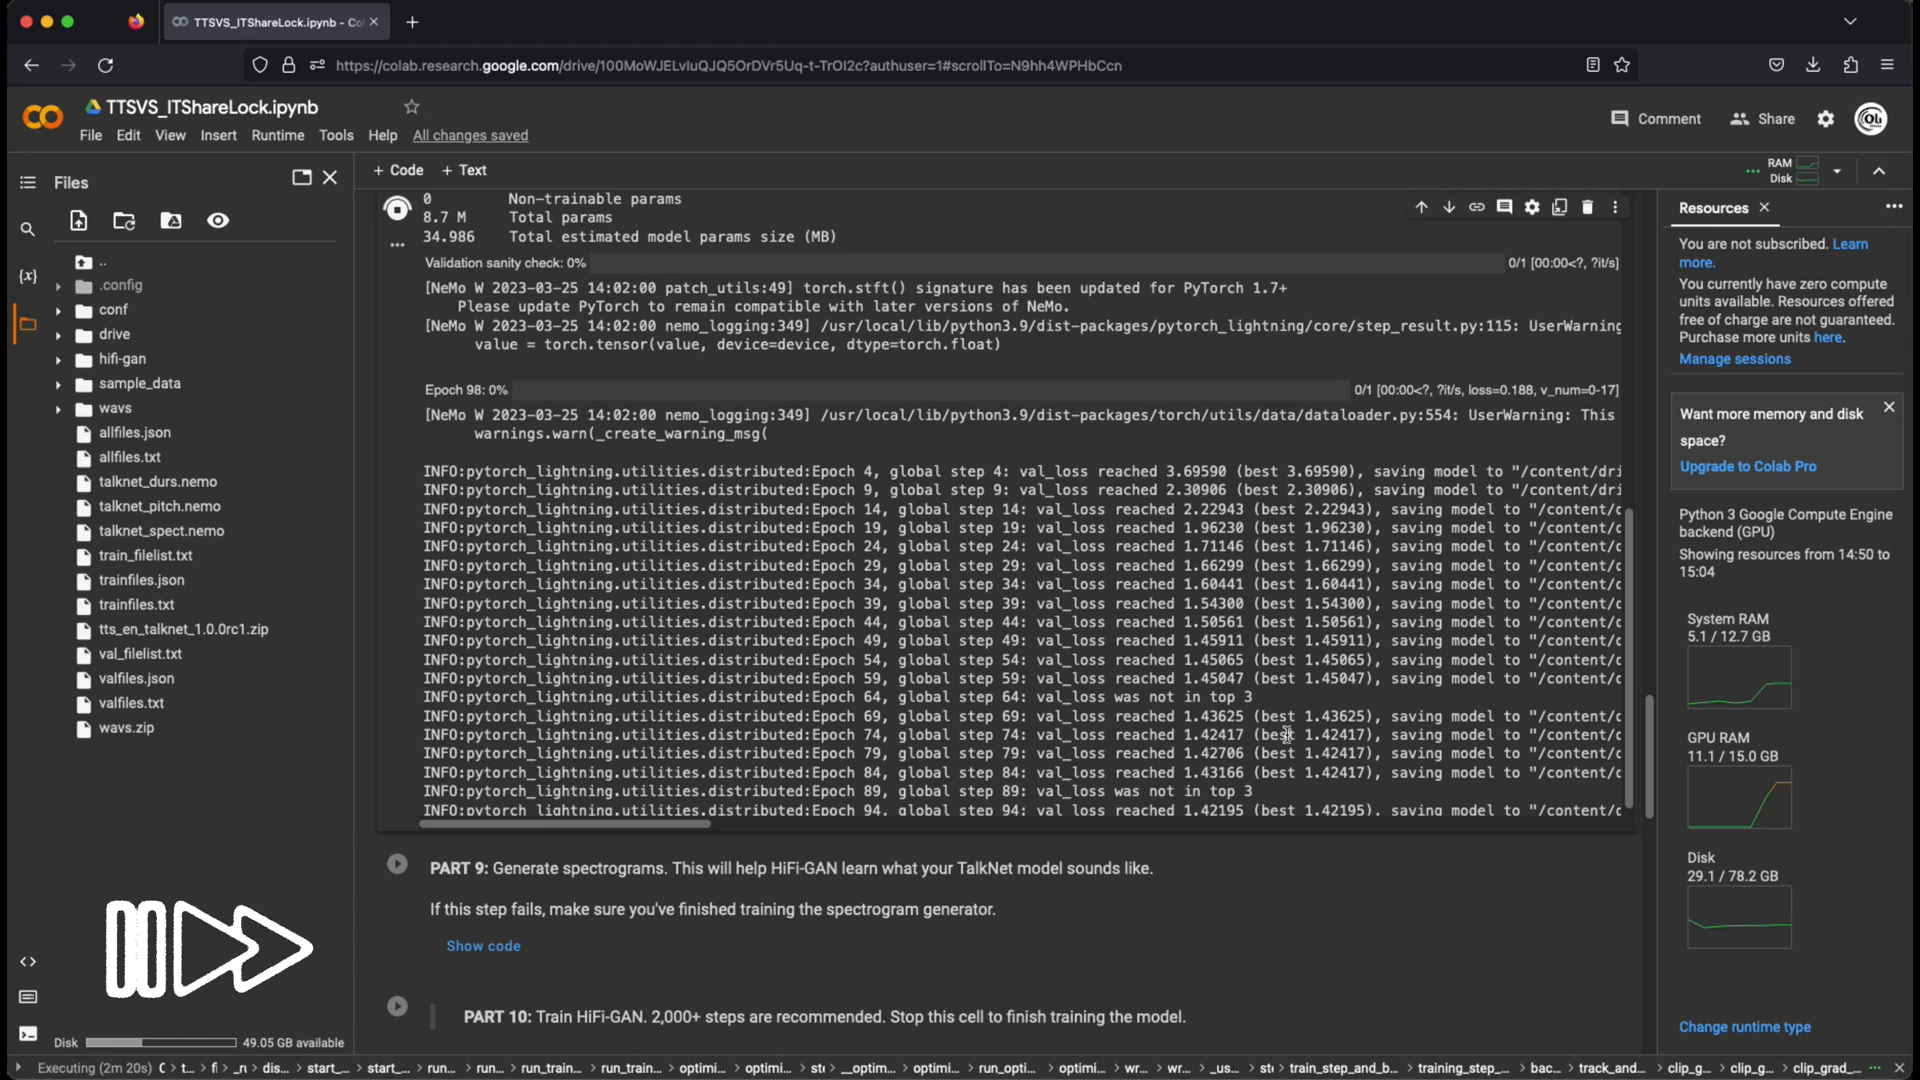 TTSVS_ITShareLock.ipynb - Co
https://colab.research.google.com/drive/100MoWJELvIuQJQ5OrDVr5Uq-t-TrOI2c?authuser=1#scrollTo=N9hh4WPHbCcn
TTSVS_ITShareLock.ipynb
File Edit View Insert Runtime Tools Help All changes saved
Comment Share
Files
+ Code + Text
RAM
Disk
..
.config
conf
drive
hifi-gan
sample_data
wavs
allfiles.json
allfiles.txt
talknet_durs.nemo
talknet_pitch.nemo
talknet_spect.nemo
train_filelist.txt
trainfiles.json
trainfiles.txt
tts_en_talknet_1.0.0rc1.zip
val_filelist.txt
valfiles.json
valfiles.txt
wavs.zip
Disk 49.05 GB available
0 Non-trainable params
8.7 M Total params
34.986 Total estimated model params size (MB)
Validation sanity check: 0% 0/1 [00:00<?, ?it/s]
[NeMo W 2023-03-25 14:02:00 patch_utils:49] torch.stft() signature has been updated for PyTorch 1.7+
Please update PyTorch to remain compatible with later versions of NeMo.
[NeMo W 2023-03-25 14:02:00 nemo_logging:349] /usr/local/lib/python3.9/dist-packages/pytorch_lightning/core/step_result.py:115: UserWarning
value = torch.tensor(value, device=device, dtype=torch.float)
Epoch 98: 0% 0/1 [00:00<?, ?it/s, loss=0.188, v_num=0-17]
[NeMo W 2023-03-25 14:02:00 nemo_logging:349] /usr/local/lib/python3.9/dist-packages/torch/utils/data/dataloader.py:554: UserWarning: This
warnings.warn(_create_warning_msg(
INFO:pytorch_lightning.utilities.distributed:Epoch 4, global step 4: val_loss reached 3.69590 (best 3.69590), saving model to "/content/dri
INFO:pytorch_lightning.utilities.distributed:Epoch 9, global step 9: val_loss reached 2.30906 (best 2.30906), saving model to "/content/dri
INFO:pytorch_lightning.utilities.distributed:Epoch 14, global step 14: val_loss reached 2.22943 (best 2.22943), saving model to "/content/d
INFO:pytorch_lightning.utilities.distributed:Epoch 19, global step 19: val_loss reached 1.96230 (best 1.96230), saving model to "/content/d
INFO:pytorch_lightning.utilities.distributed:Epoch 24, global step 24: val_loss reached 1.71146 (best 1.71146), saving model to "/content/d
INFO:pytorch_lightning.utilities.distributed:Epoch 29, global step 29: val_loss reached 1.66299 (best 1.66299), saving model to "/content/d
INFO:pytorch_lightning.utilities.distributed:Epoch 34, global step 34: val_loss reached 1.60441 (best 1.60441), saving model to "/content/d
INFO:pytorch_lightning.utilities.distributed:Epoch 39, global step 39: val_loss reached 1.54300 (best 1.54300), saving model to "/content/d
INFO:pytorch_lightning.utilities.distributed:Epoch 44, global step 44: val_loss reached 1.50561 (best 1.50561), saving model to "/content/d
INFO:pytorch_lightning.utilities.distributed:Epoch 49, global step 49: val_loss reached 1.45911 (best 1.45911), saving model to "/content/d
INFO:pytorch_lightning.utilities.distributed:Epoch 54, global step 54: val_loss reached 1.45065 (best 1.45065), saving model to "/content/d
INFO:pytorch_lightning.utilities.distributed:Epoch 59, global step 59: val_loss reached 1.45047 (best 1.45047), saving model to "/content/d
INFO:pytorch_lightning.utilities.distributed:Epoch 64, global step 64: val_loss was not in top 3
INFO:pytorch_lightning.utilities.distributed:Epoch 69, global step 69: val_loss reached 1.43625 (best 1.43625), saving model to "/content/d
INFO:pytorch_lightning.utilities.distributed:Epoch 74, global step 74: val_loss reached 1.42417 (best 1.42417), saving model to "/content/d
INFO:pytorch_lightning.utilities.distributed:Epoch 79, global step 79: val_loss reached 1.42706 (best 1.42417), saving model to "/content/d
INFO:pytorch_lightning.utilities.distributed:Epoch 84, global step 84: val_loss reached 1.43166 (best 1.42417), saving model to "/content/d
INFO:pytorch_lightning.utilities.distributed:Epoch 89, global step 89: val_loss was not in top 3
INFO:pytorch_lightning.utilities.distributed:Epoch 94, global step 94: val_loss reached 1.42195 (best 1.42195), saving model to "/content/d
PART 9: Generate spectrograms. This will help HiFi-GAN learn what your TalkNet model sounds like.
If this step fails, make sure you've finished training the spectrogram generator.
Show code
PART 10: Train HiFi-GAN. 2,000+ steps are recommended. Stop this cell to finish training the model.
Resources
You are not subscribed. Learn
more.
You currently have zero compute
units available. Resources offered
free of charge are not guaranteed.
Purchase more units here.
Manage sessions
Want more memory and disk
space?
Upgrade to Colab Pro
Python 3 Google Compute Engine
backend (GPU)
Showing resources from 14:50 to
15:04
System RAM
5.1 / 12.7 GB
GPU RAM
11.1 / 15.0 GB
Disk
29.1 / 78.2 GB
Change runtime type
Executing (2m 20s) t... _ru dis... start_... start_... run... run... run_train... run_train... optimi... optimi... __optim... optimi... run_opti... optimi... wr... wr... _us... train_step_and_b... training_step_... bac... track_and... clip_g... clip_g... clip_grad_...